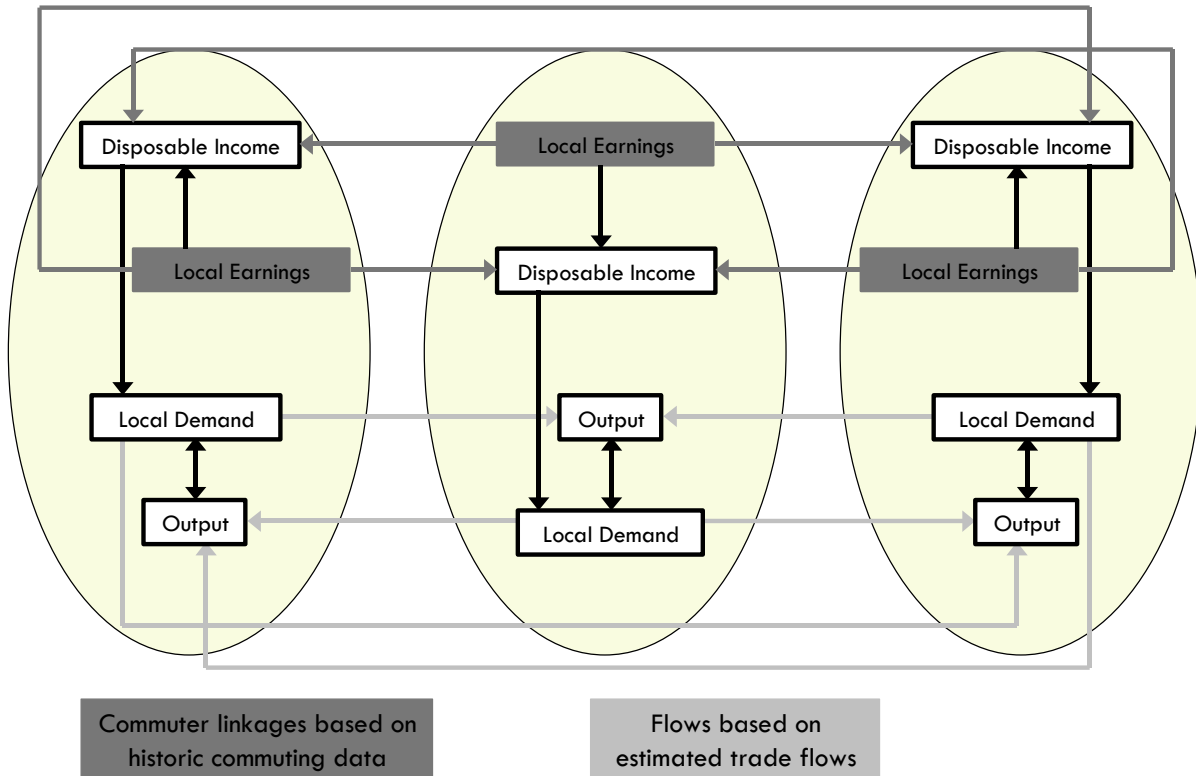 Disposable Income
Local Earnings
Disposable Income
Local Earnings
Disposable Income
Local Earnings
Local Demand
Output
Local Demand
Output
Local Demand
Output
Commuter linkages based on
historic commuting data
Flows based on
estimated trade flows